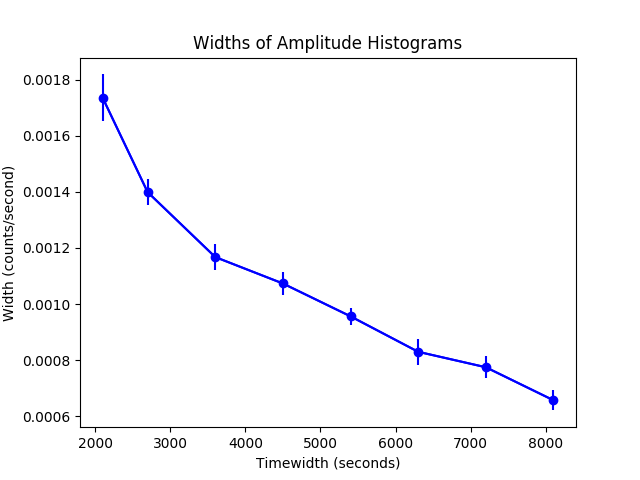 Widths of Amplitude Histograms
Width (counts/second)
0.0018
0.0016
0.0014
0.0012
0.0010
0.0008
0.0006
2000 3000 4000 5000 6000 7000 8000
Timewidth (seconds)